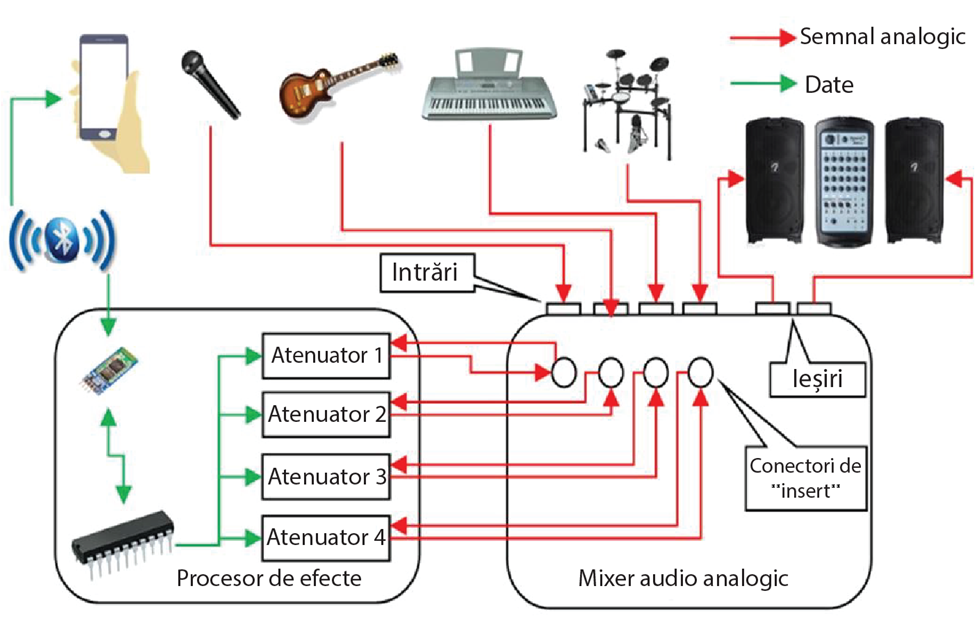 Semnal analogic
Date
Intrări
Ieșiri
Atenuator 1
Atenuator 2
Atenuator 3
Atenuator 4
Conectori de
"insert"
Procesor de efecte
Mixer audio analogic